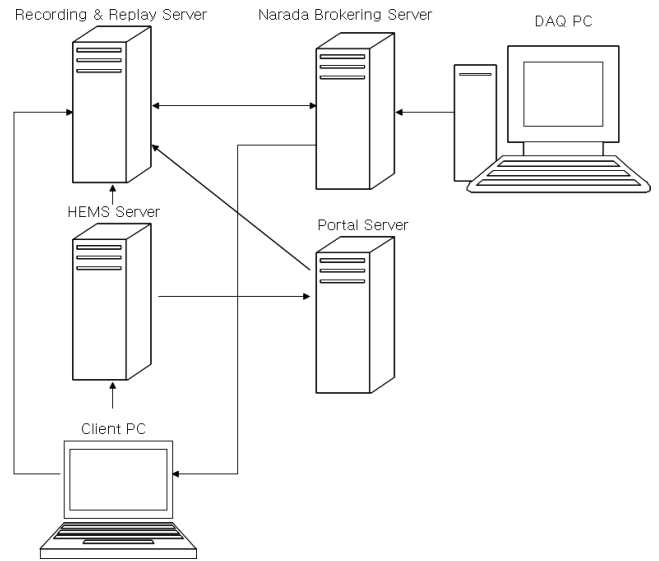 Recording & Replay Server
Narada Brokering Server
DAQ PC
HEMS Server
Portal Server
Client PC